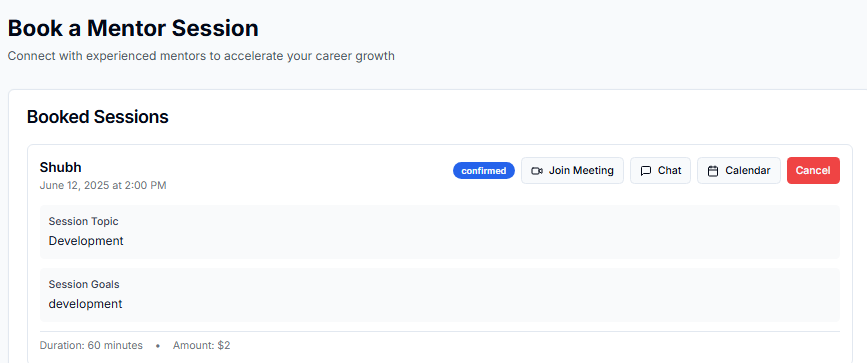 Book a Mentor Session
Connect with experienced mentors to accelerate your career growth
Booked Sessions
Shubh
June 12, 2025 at 2:00 PM
confirmed
Join Meeting
Chat
Calendar
Cancel
Session Topic
Development
Session Goals
development
Duration: 60 minutes • Amount: $2